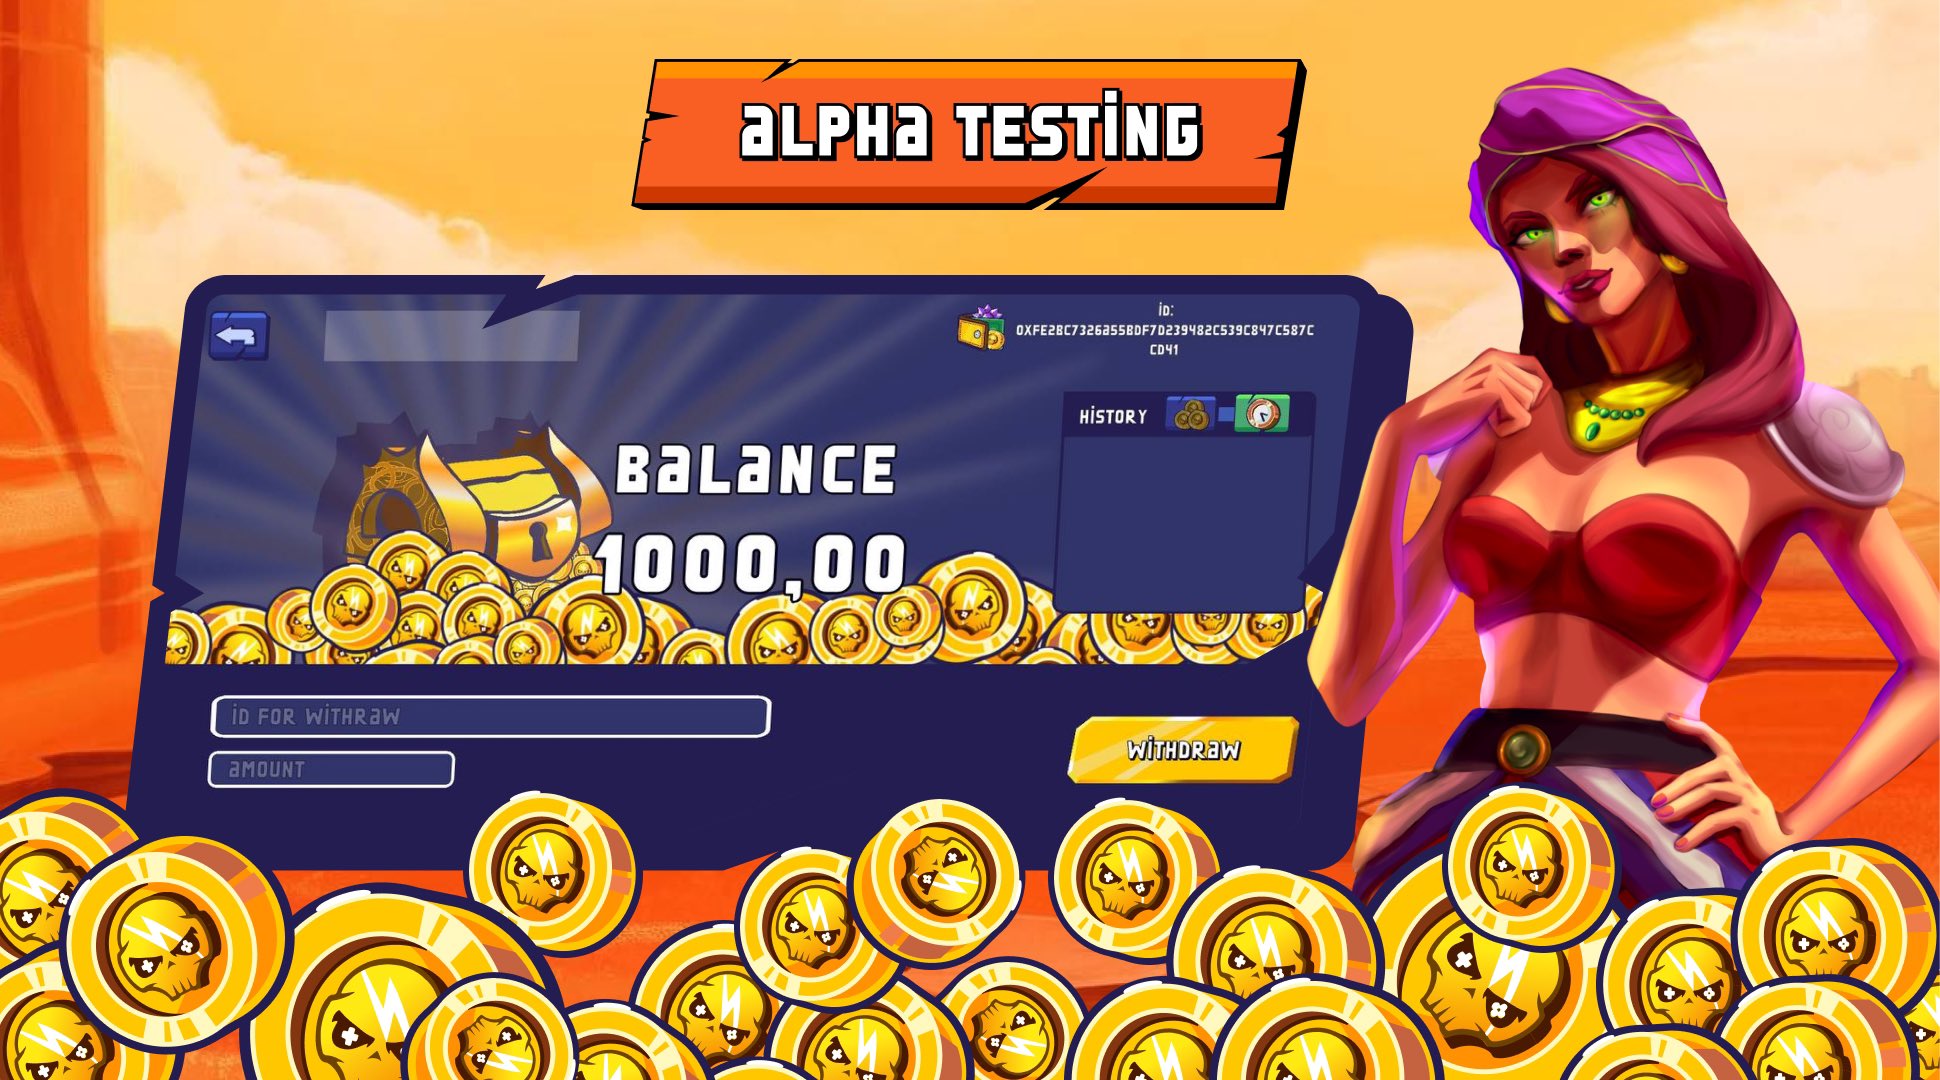 ALPHA TESTING
ID:
0XFE2BC7326A55BDF7D239482C539C847C587C
CD41
HISTORY
BALANCE
1000,00
ID FOR WITHRAW
AMOUNT
WITHDRAW